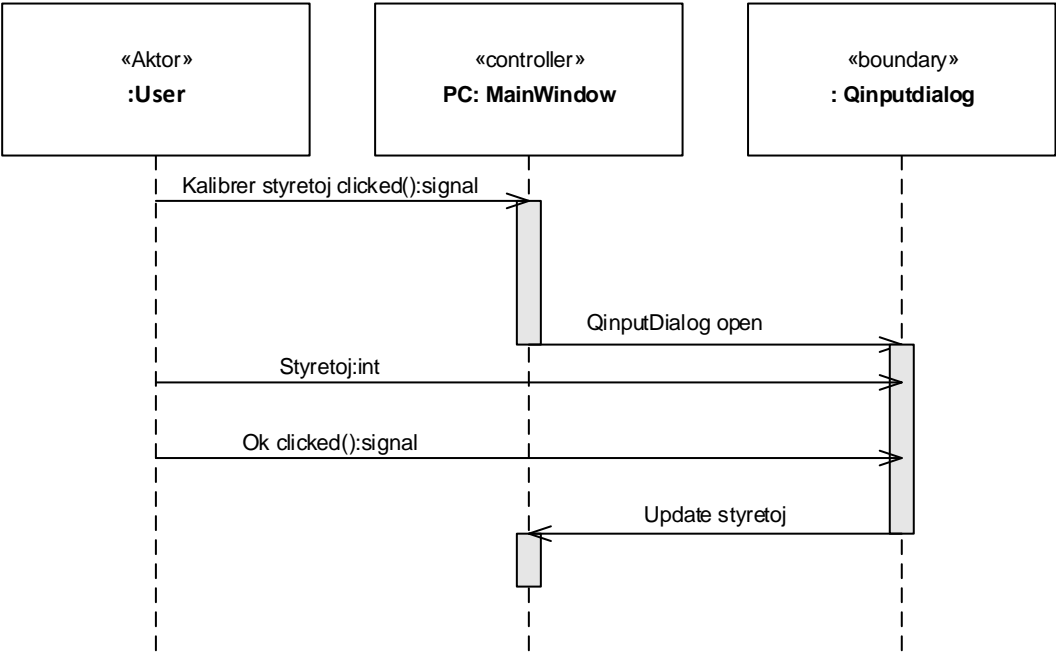 «Aktor»
:User
«controller»
PC: MainWindow
«boundary»
: Qinputdialog
Kalibrer styretoj clicked():signal
QinputDialog open
Styretoj:int
Ok clicked():signal
Update styretoj